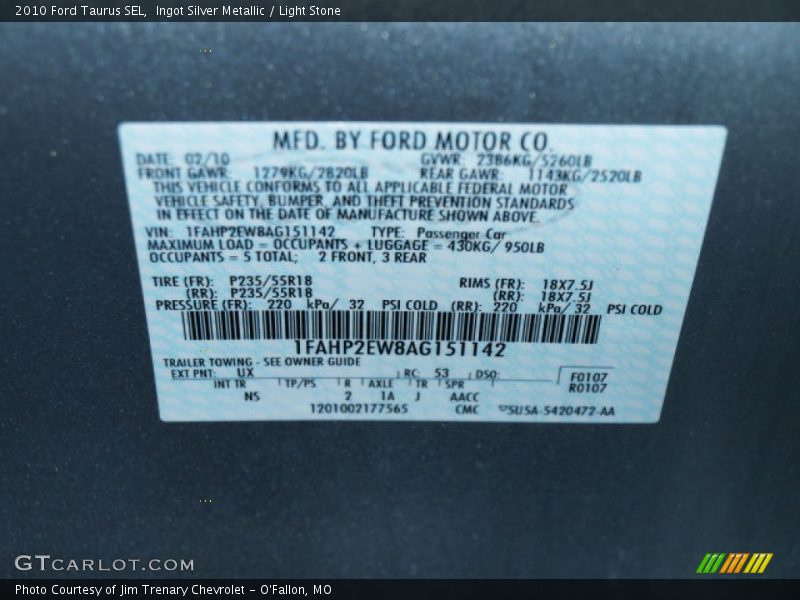 2010 Ford Taurus SEL, Ingot Silver Metallic / Light Stone
MFD. BY FORD MOTOR CO.
DATE: 02/10 GVWR: 2386KG/5260LB
FRONT GAWR: 1279KG/2820LB REAR GAWR: 1143KG/2520LB
THIS VEHICLE CONFORMS TO ALL APPLICABLE FEDERAL MOTOR
VEHICLE SAFETY, BUMPER, AND THEFT PREVENTION STANDARDS
IN EFFECT ON THE DATE OF MANUFACTURE SHOWN ABOVE.
VIN: 1FAHP2EW8AG151142 TYPE: Passenger Car
MAXIMUM LOAD = OCCUPANTS + LUGGAGE = 430KG/ 950LB
OCCUPANTS = 5 TOTAL; 2 FRONT, 3 REAR
TIRE (FR): P235/55R18 RIMS (FR): 18X7.5J
(RR): P235/55R18 (RR): 18X7.5J
PRESSURE (FR): 220 kPa/ 32 PSI COLD (RR): 220 kPa/ 32 PSI COLD
1FAHP2EW8AG151142
TRAILER TOWING - SEE OWNER GUIDE
EXT PNT: UX RC: 53 DSO: F0107
INT TR TP/PS R AXLE TR SPR R0107
NS 2 1A J AACC
1201002177565 CMC 5U5A-5420472-AA
GTCARLOT.COM
Photo Courtesy of Jim Trenary Chevrolet - O'Fallon, MO